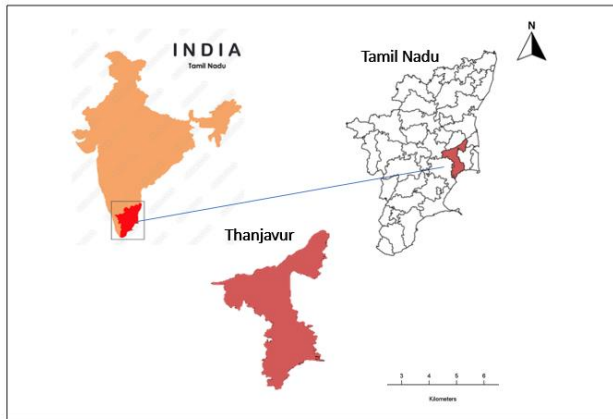 INDIA
Tamil Nadu
Tamil Nadu
N
Thanjavur
3 4 5 6
Kilometers